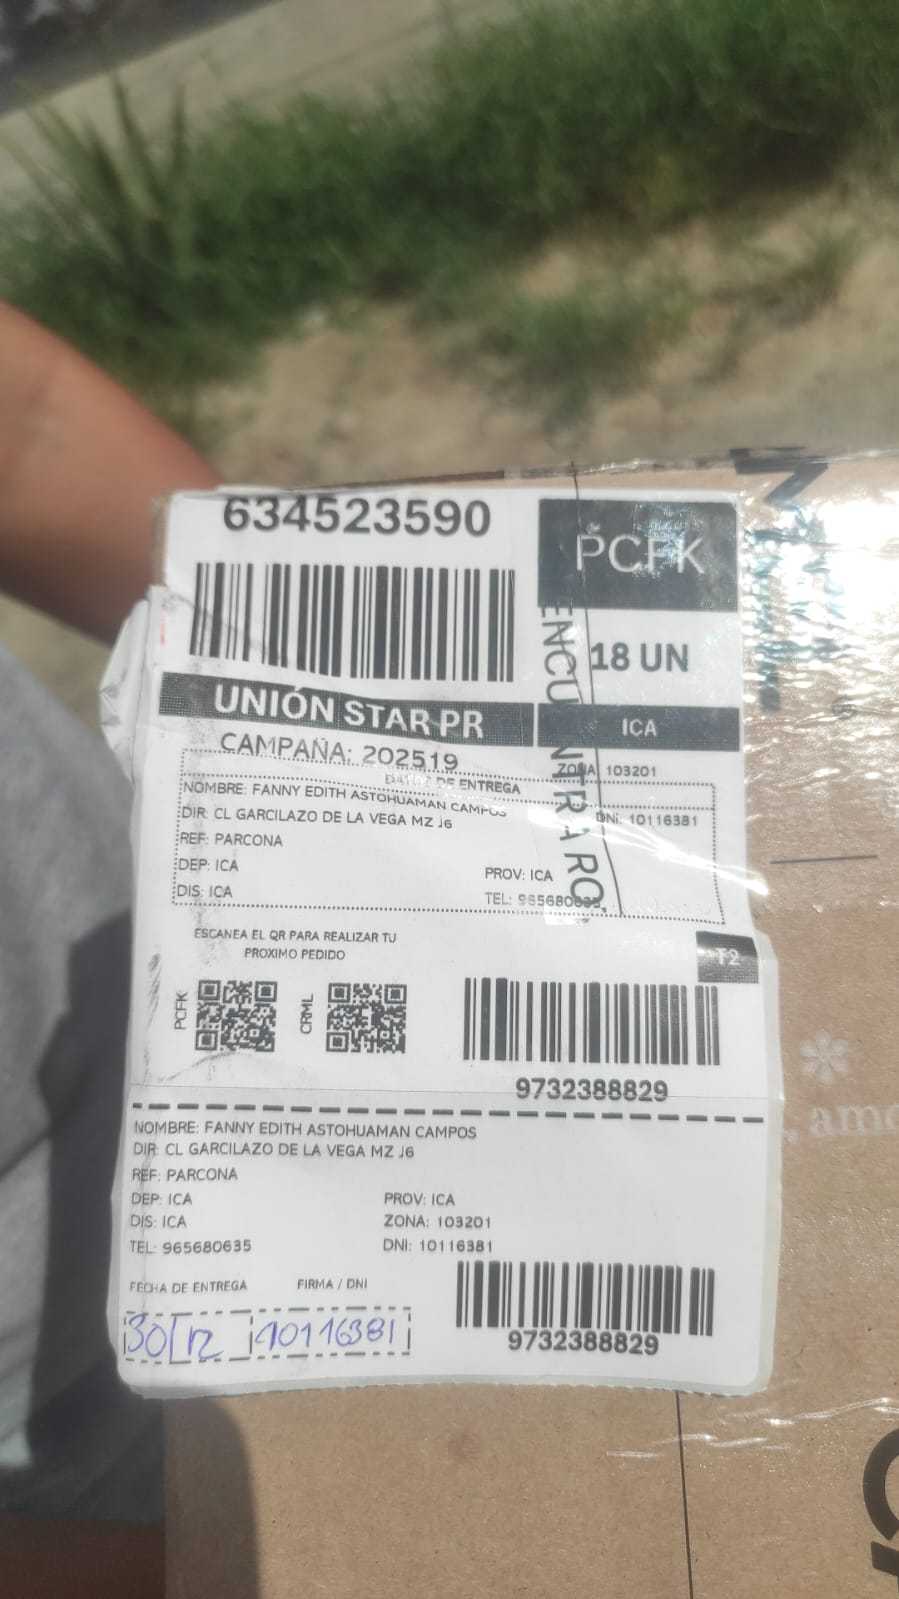 634523590
PCFK
18 UN
UNIÓN STAR PR
ICA
CAMPAÑA: 202519
ZONA 103201
DE ENTREGA
NOMBRE: FANNY EDITH ASTOHUAMAN CAMPOS
DIR: CL GARCILAZO DE LA VEGA MZ J6
DNI: 10116381
REF: PARCONA
DEP: ICA
PROV: ICA
DIS: ICA
TEL: 965680635
ESCANEA EL QR PARA REALIZAR TU
PROXIMO PEDIDO
T2
PCFK
CRML
9732388829
NOMBRE: FANNY EDITH ASTOHUAMAN CAMPOS
DIR: CL GARCILAZO DE LA VEGA MZ J6
REF: PARCONA
DEP: ICA
PROV: ICA
DIS: ICA
ZONA: 103201
TEL: 965680635
DNI: 10116381
FECHA DE ENTREGA
FIRMA / DNI
30/12
10116381
9732388829